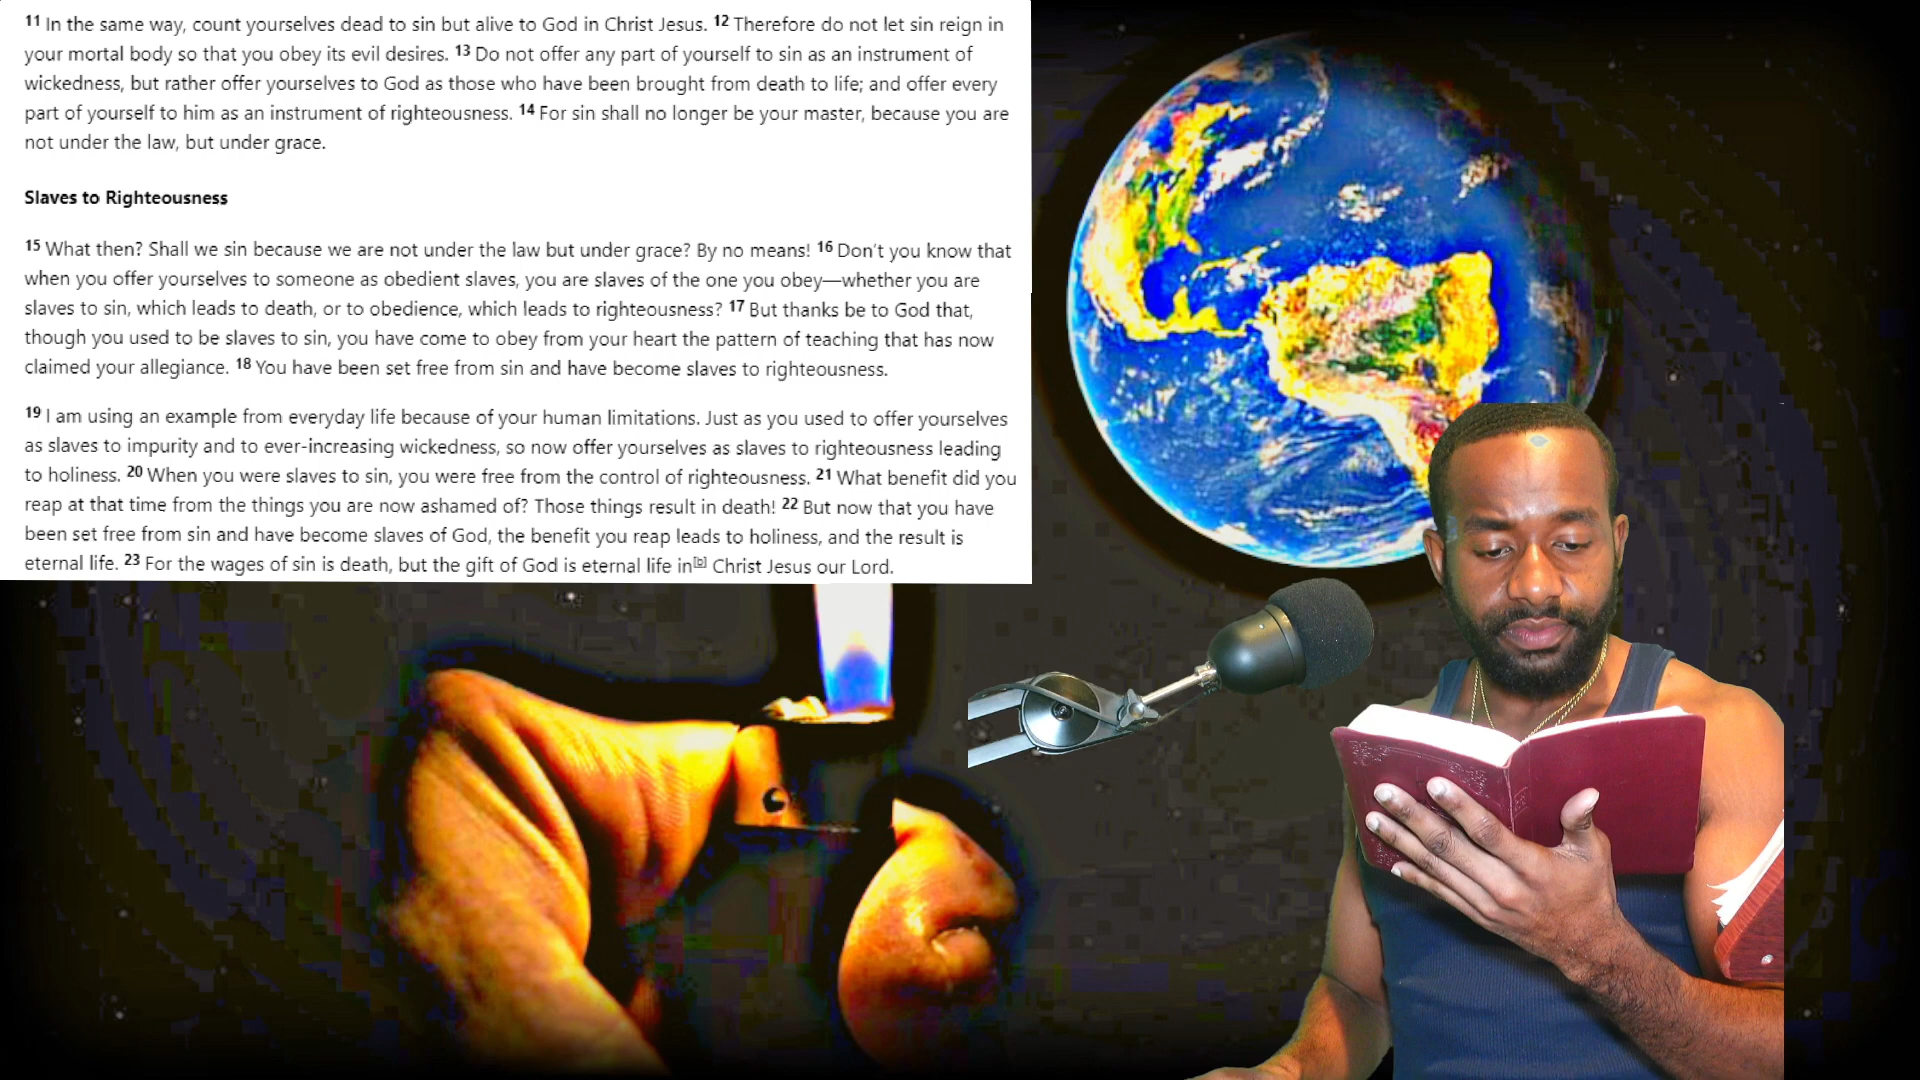 11 In the same way, count yourselves dead to sin but alive to God in Christ Jesus. 12 Therefore do not let sin reign in
your mortal body so that you obey its evil desires. 13 Do not offer any part of yourself to sin as an instrument of
wickedness, but rather offer yourselves to God as those who have been brought from death to life; and offer every
part of yourself to him as an instrument of righteousness. 14 For sin shall no longer be your master, because you are
not under the law, but under grace.
Slaves to Righteousness
15 What then? Shall we sin because we are not under the law but under grace? By no means! 16 Don’t you know that
when you offer yourselves to someone as obedient slaves, you are slaves of the one you obey—whether you are
slaves to sin, which leads to death, or to obedience, which leads to righteousness? 17 But thanks be to God that,
though you used to be slaves to sin, you have come to obey from your heart the pattern of teaching that has now
claimed your allegiance. 18 You have been set free from sin and have become slaves to righteousness.
19 I am using an example from everyday life because of your human limitations. Just as you used to offer yourselves
as slaves to impurity and to ever-increasing wickedness, so now offer yourselves as slaves to righteousness leading
to holiness. 20 When you were slaves to sin, you were free from the control of righteousness. 21 What benefit did you
reap at that time from the things you are now ashamed of? Those things result in death! 22 But now that you have
been set free from sin and have become slaves of God, the benefit you reap leads to holiness, and the result is
eternal life. 23 For the wages of sin is death, but the gift of God is eternal life in[b] Christ Jesus our Lord.